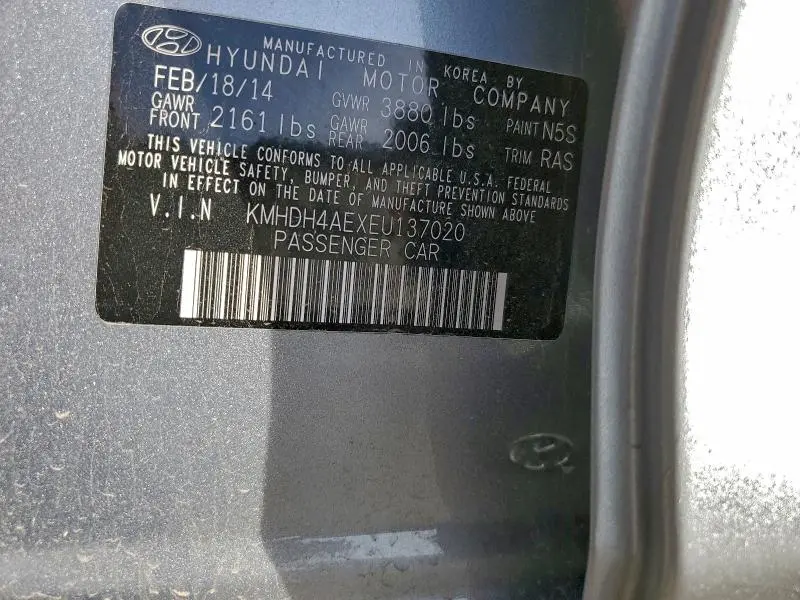 MANUFACTURED IN KOREA BY
HYUNDAI MOTOR COMPANY
FEB/18/14 GVWR 3880 lbs PAINT N5S
GAWR FRONT 2161 lbs GAWR REAR 2006 lbs TRIM RAS
THIS VEHICLE CONFORMS TO ALL APPLICABLE U.S.A. FEDERAL
MOTOR VEHICLE SAFETY, BUMPER, AND THEFT PREVENTION STANDARDS
IN EFFECT ON THE DATE OF MANUFACTURE SHOWN ABOVE
V.I.N KMHDH4AEXEU137020
PASSENGER CAR